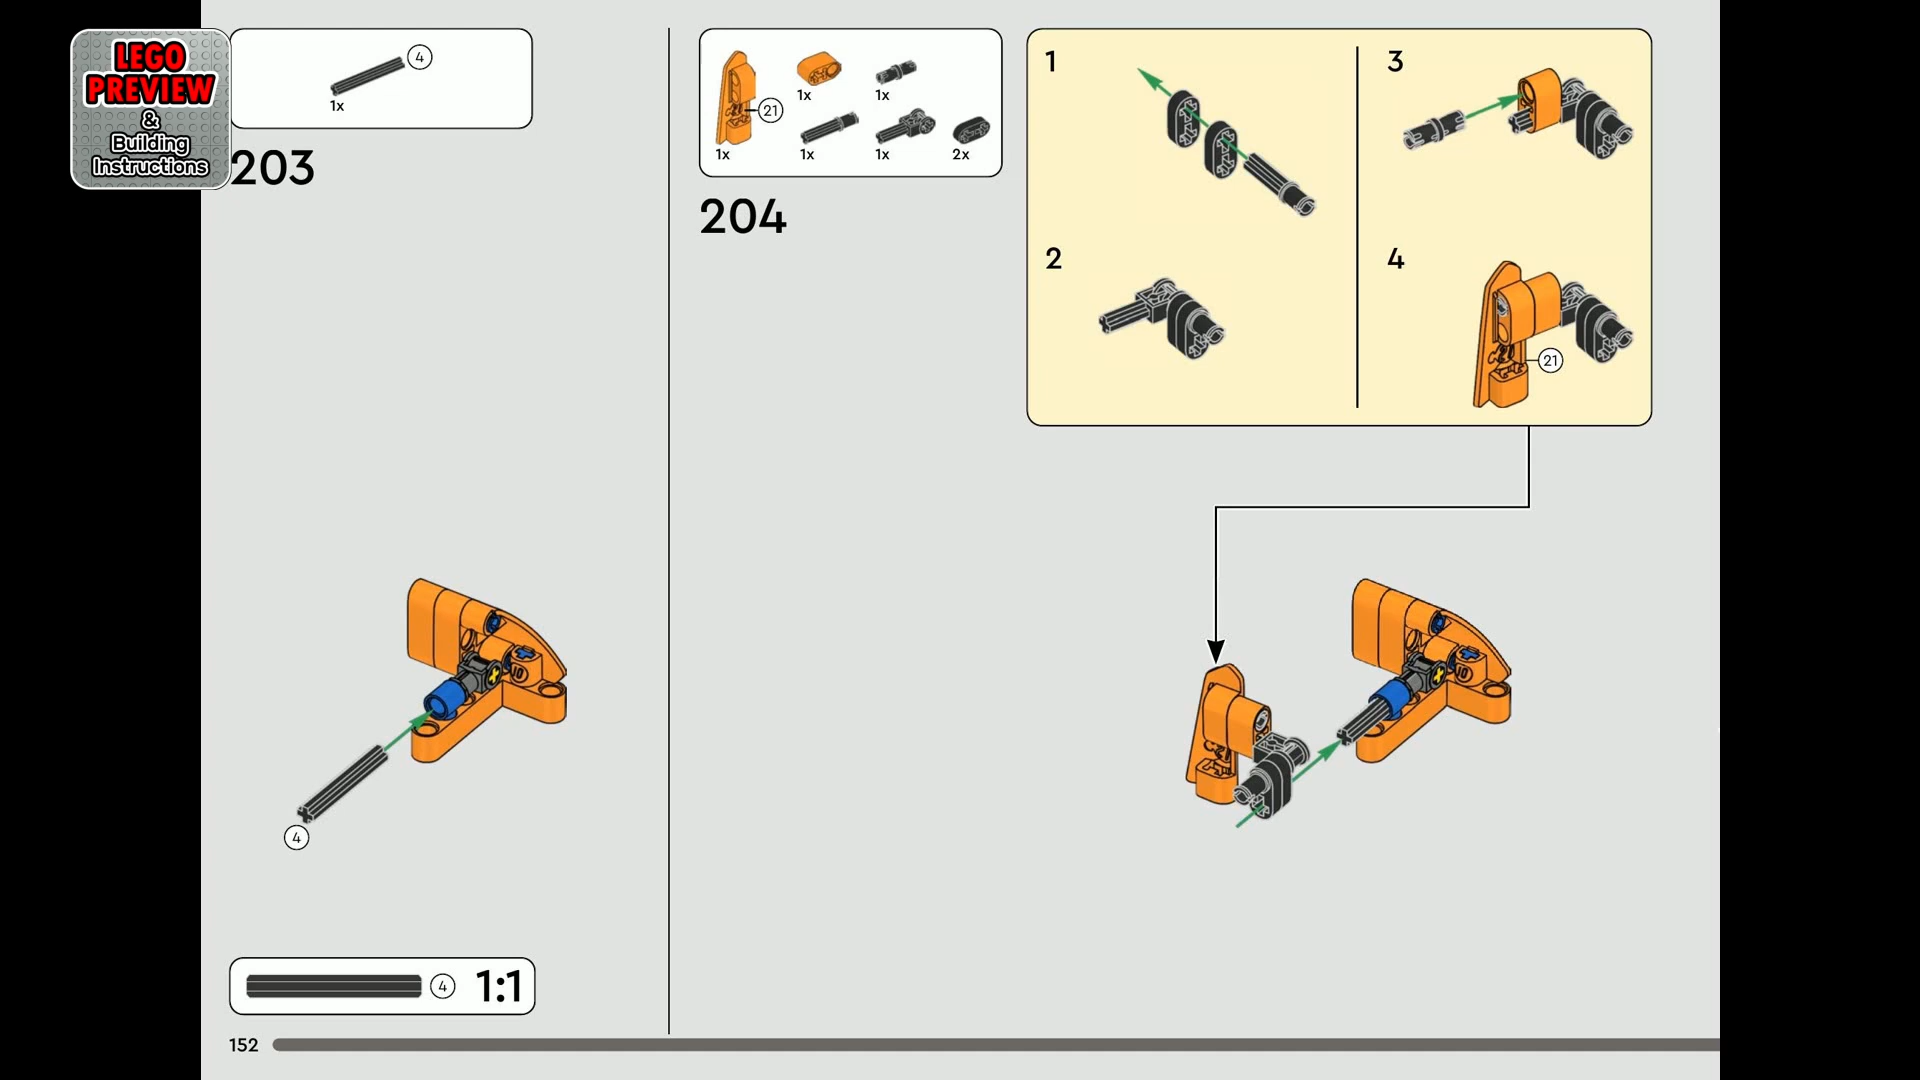 LEGO
PREVIEW
&
Building
Instructions
4
1x
203
21
1x
1x
1x
1x
1x
2x
204
1
2
3
4
21
4
4
1:1
152